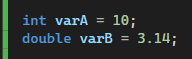 int varA = 10;
double varB = 3.14;